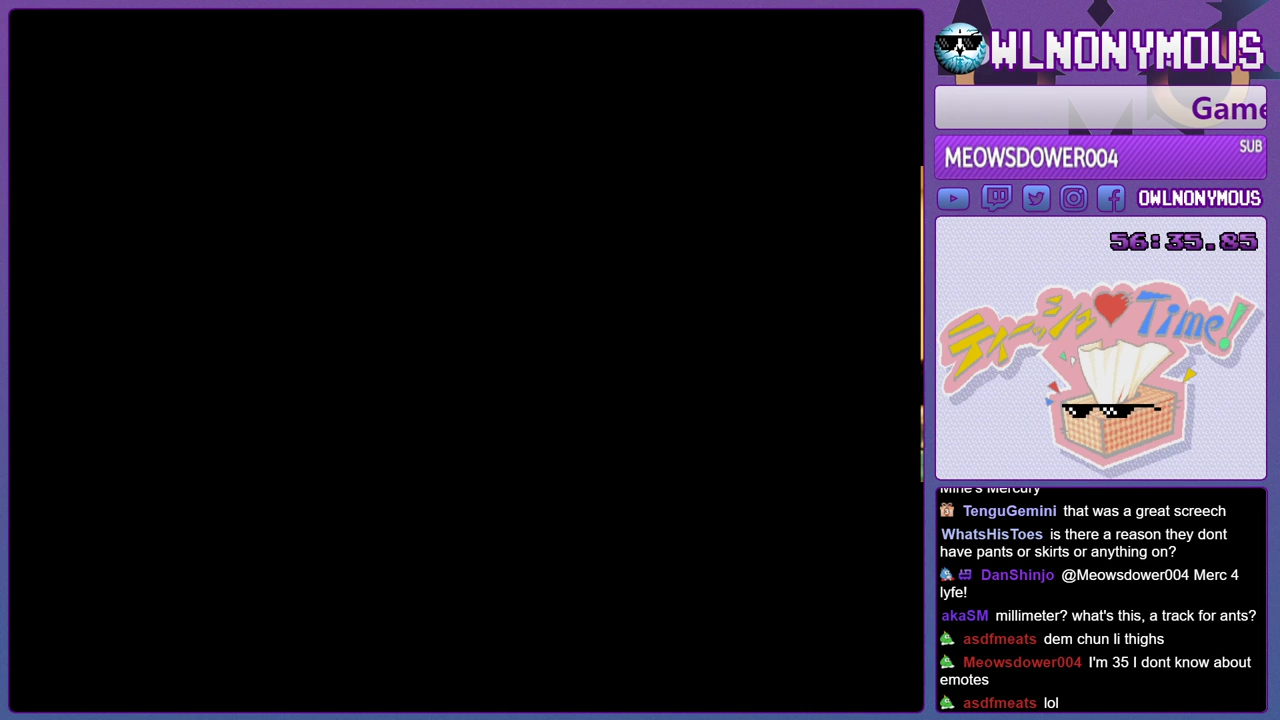 OWLNONYMOUS
Game
MEOWSDOWER004
SUB
OWLNONYMOUS
56:35.85
ティッシュ Time!
Mine's Mercury
TenguGemini that was a great screech
WhatsHisToes is there a reason they dont
have pants or skirts or anything on?
DanShinjo @Meowsdower004 Merc 4
lyfe!
akaSM millimeter? what's this, a track for ants?
asdfmeats dem chun li thighs
Meowsdower004 I'm 35 I dont know about
emotes
asdfmeats lol